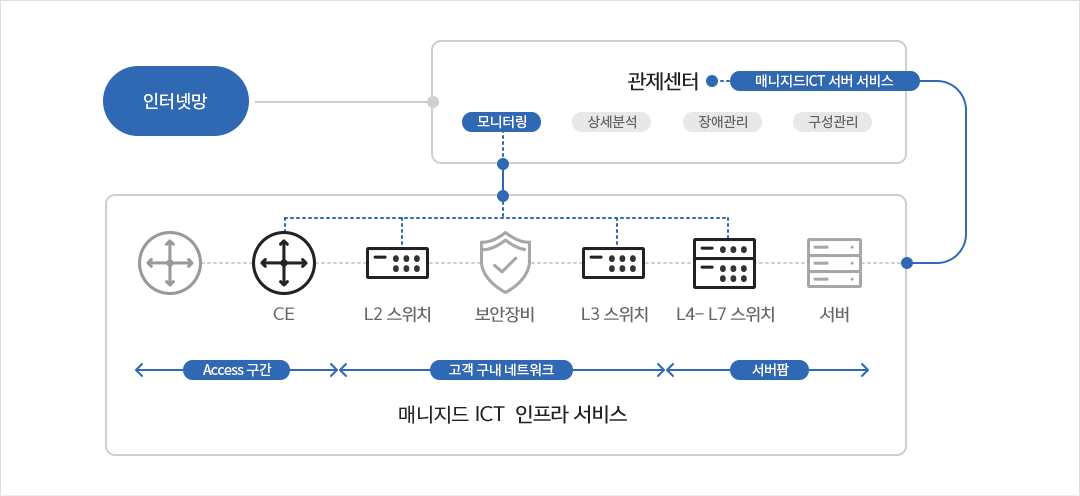 인터넷망
관제센터
매니지드ICT 서버 서비스
모니터링
상세분석
장애관리
구성관리
CE
L2 스위치
보안장비
L3 스위치
L4– L7 스위치
서버
Access 구간
고객 구내 네트워크
서버팜
매니지드 ICT 인프라 서비스